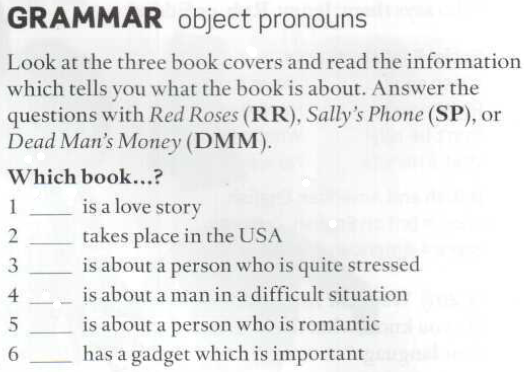 GRAMMAR object pronouns
Look at the three book covers and read the information
which tells you what the book is about. Answer the
questions with Red Roses (RR), Sally's Phone (SP), or
Dead Man's Money (DMM).
Which book...?
1 ____ is a love story
2 ____ takes place in the USA
3 ____ is about a person who is quite stressed
4 ____ is about a man in a difficult situation
5 ____ is about a person who is romantic
6 ____ has a gadget which is important